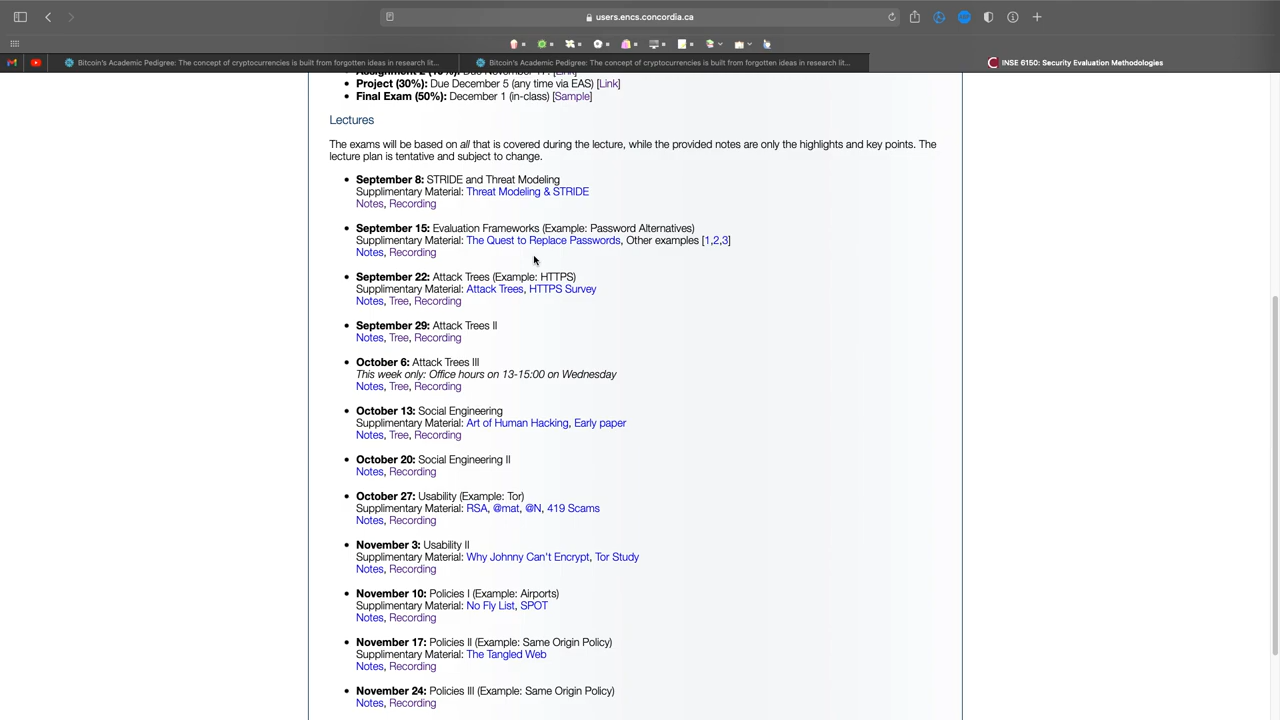 users.encs.concordia.ca
Bitcoin's Academic Pedigree: The concept of cryptocurrencies is built from forgotten ideas in research lit...
Bitcoin's Academic Pedigree: The concept of cryptocurrencies is built from forgotten ideas in research lit...
INSE 6150: Security Evaluation Methodologies
Project (30%): Due December 5 (any time via EAS) [Link]
Final Exam (50%): December 1 (in-class) [Sample]
Lectures
The exams will be based on all that is covered during the lecture, while the provided notes are only the highlights and key points. The
lecture plan is tentative and subject to change.
September 8: STRIDE and Threat Modeling
Supplimentary Material: Threat Modeling & STRIDE
Notes, Recording
September 15: Evaluation Frameworks (Example: Password Alternatives)
Supplimentary Material: The Quest to Replace Passwords, Other examples [1,2,3]
Notes, Recording
September 22: Attack Trees (Example: HTTPS)
Supplimentary Material: Attack Trees, HTTPS Survey
Notes, Tree, Recording
September 29: Attack Trees II
Notes, Tree, Recording
October 6: Attack Trees III
This week only: Office hours on 13-15:00 on Wednesday
Notes, Tree, Recording
October 13: Social Engineering
Supplimentary Material: Art of Human Hacking, Early paper
Notes, Tree, Recording
October 20: Social Engineering II
Notes, Recording
October 27: Usability (Example: Tor)
Supplimentary Material: RSA, @mat, @N, 419 Scams
Notes, Recording
November 3: Usability II
Supplimentary Material: Why Johnny Can't Encrypt, Tor Study
Notes, Recording
November 10: Policies I (Example: Airports)
Supplimentary Material: No Fly List, SPOT
Notes, Recording
November 17: Policies II (Example: Same Origin Policy)
Supplimentary Material: The Tangled Web
Notes, Recording
November 24: Policies III (Example: Same Origin Policy)
Notes, Recording